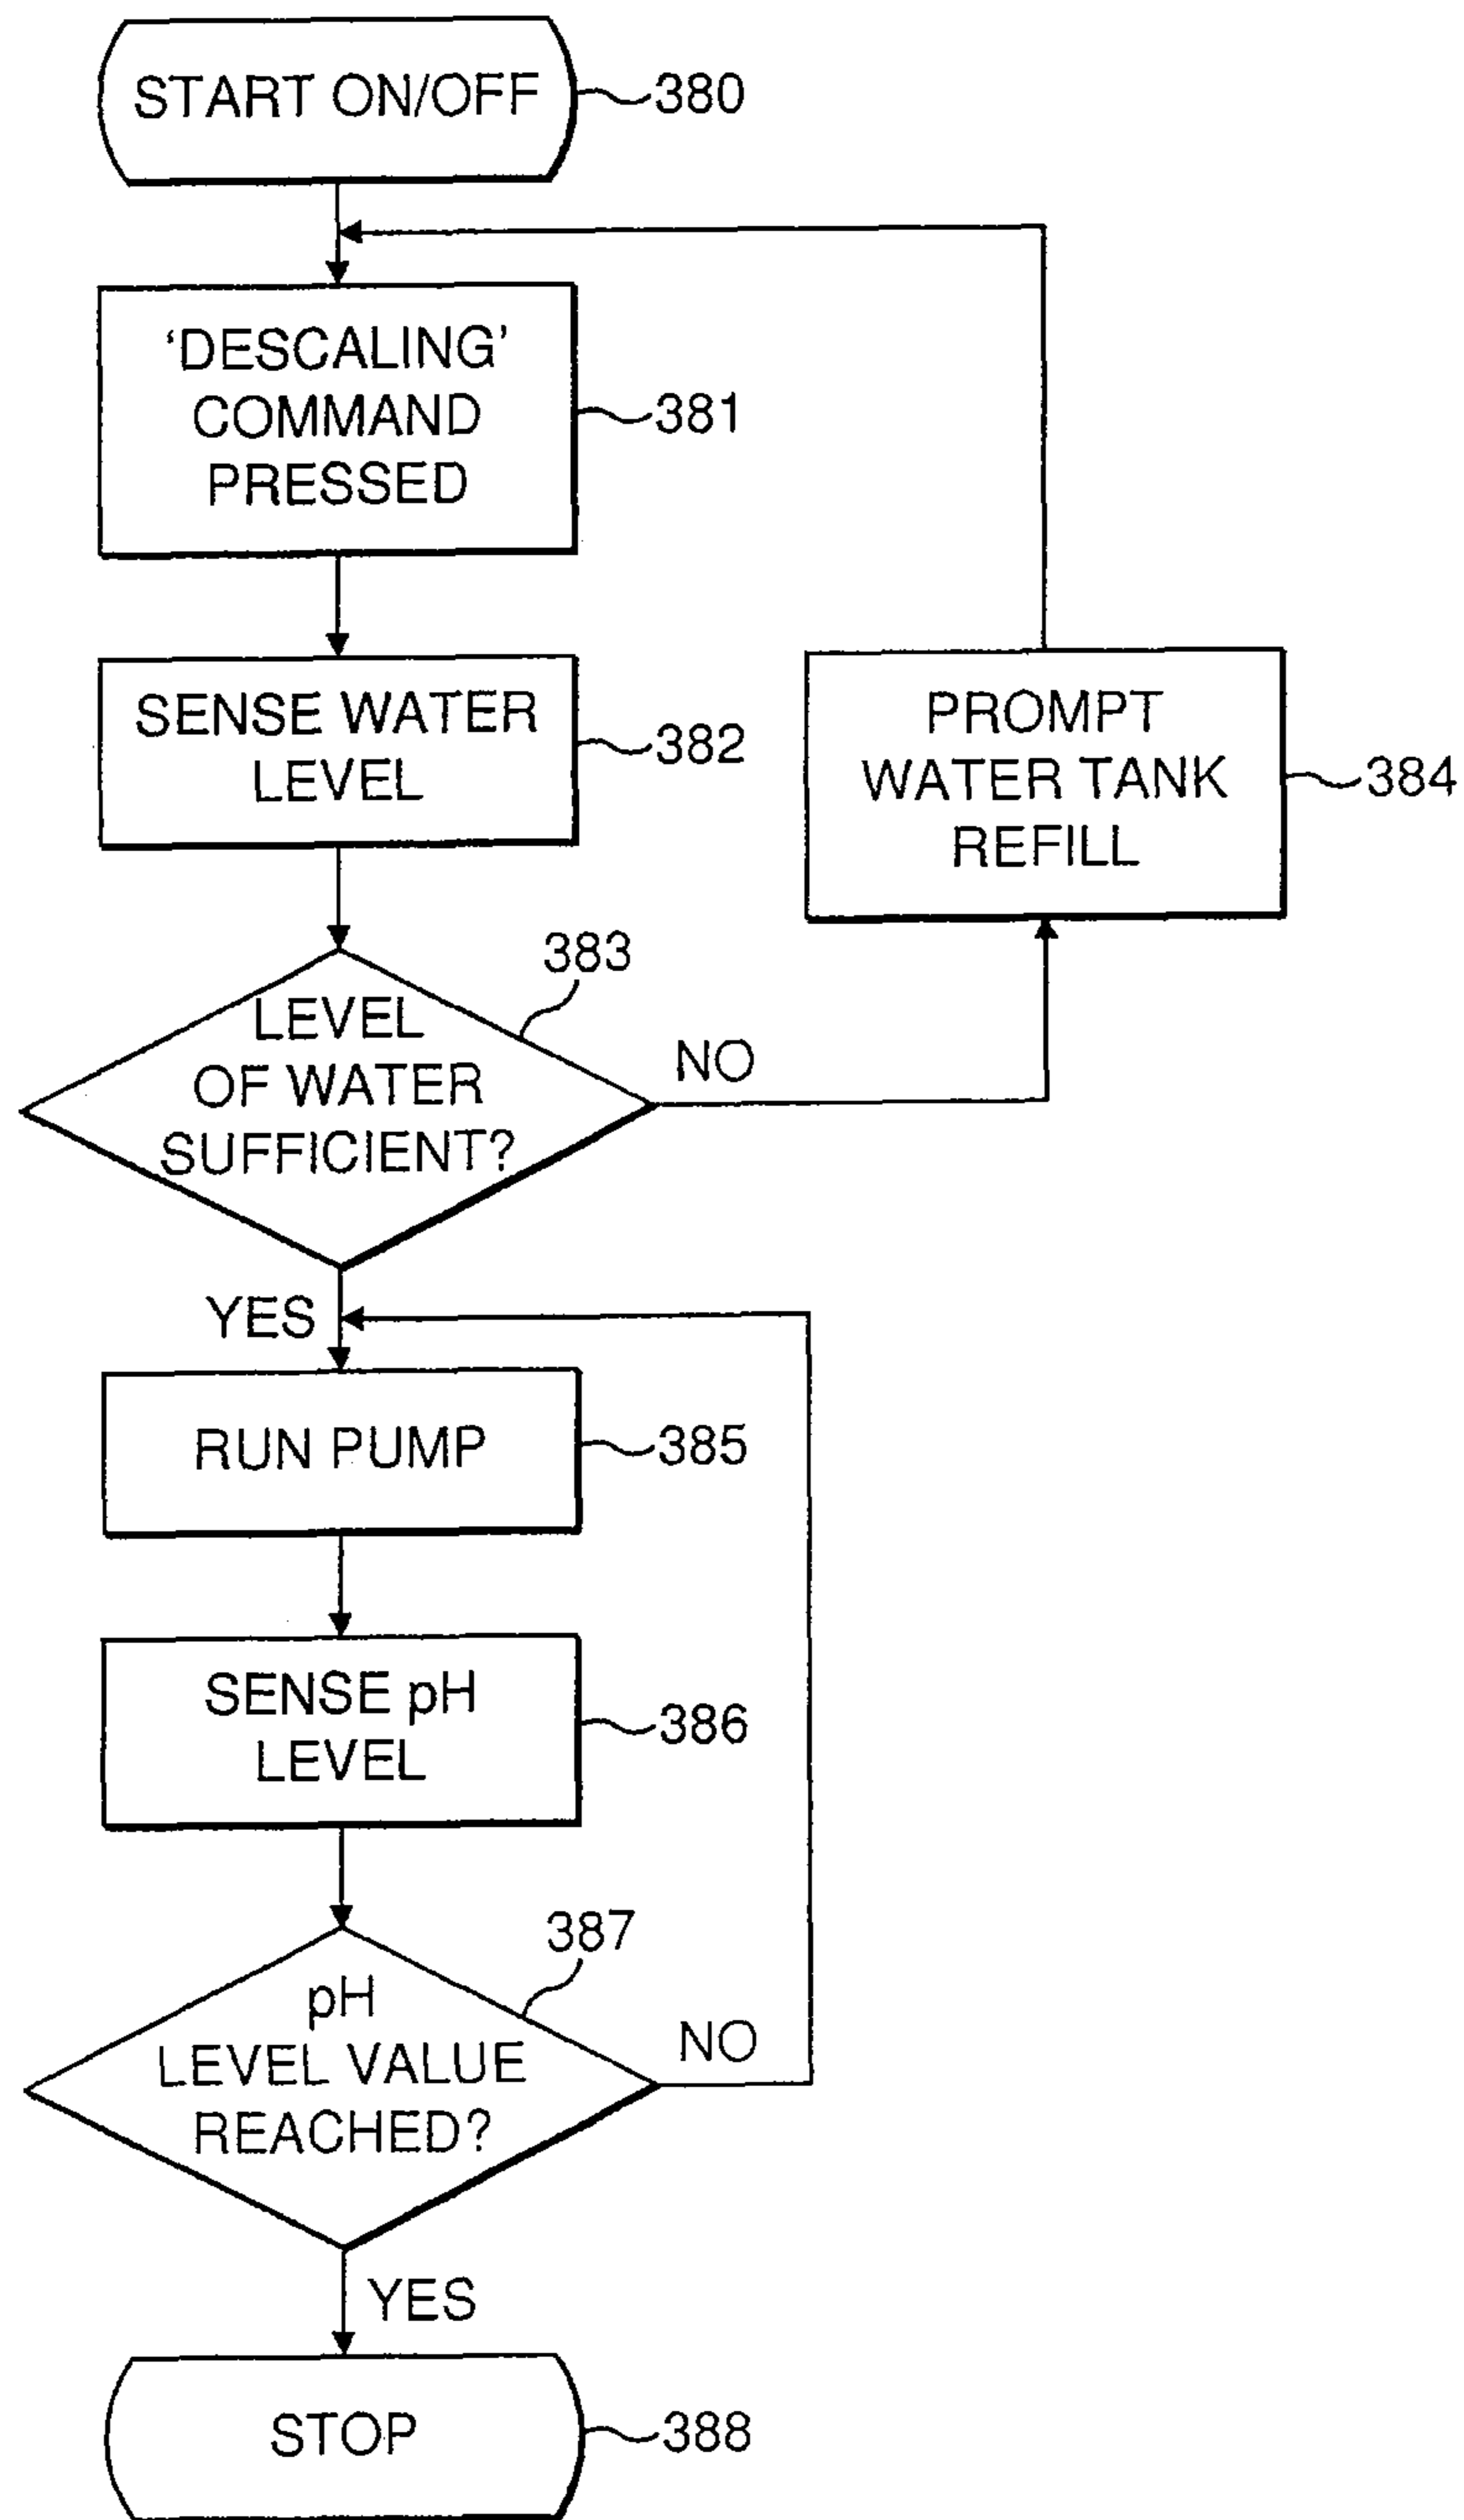 START ON/OFF
380
‘DESCALING’
COMMAND
PRESSED
381
SENSE WATER
LEVEL
382
PROMPT
WATER TANK
REFILL
384
383
LEVEL
OF WATER
SUFFICIENT?
NO
YES
RUN PUMP
385
SENSE pH
LEVEL
386
387
pH
LEVEL VALUE
REACHED?
NO
YES
STOP
388